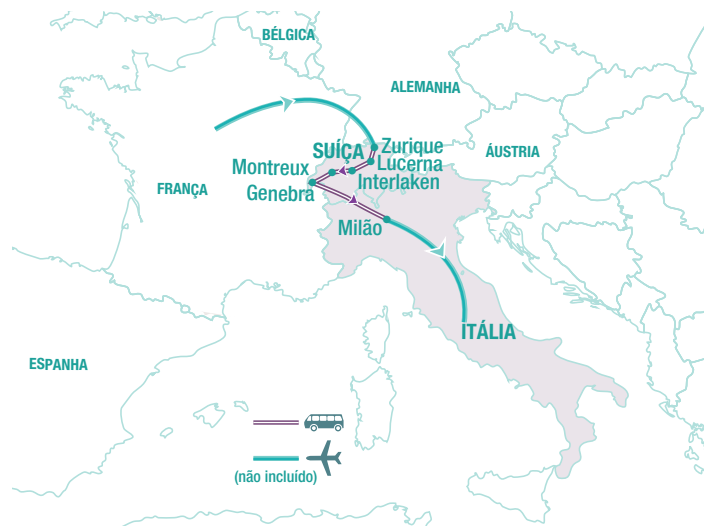 BÉLGICA
ALEMANHA
SUÍÇA
Zurique
Lucerna
Interlaken
ÁUSTRIA
Montreux
Genebra
FRANÇA
Milão
ITÁLIA
ESPANHA
(não incluído)